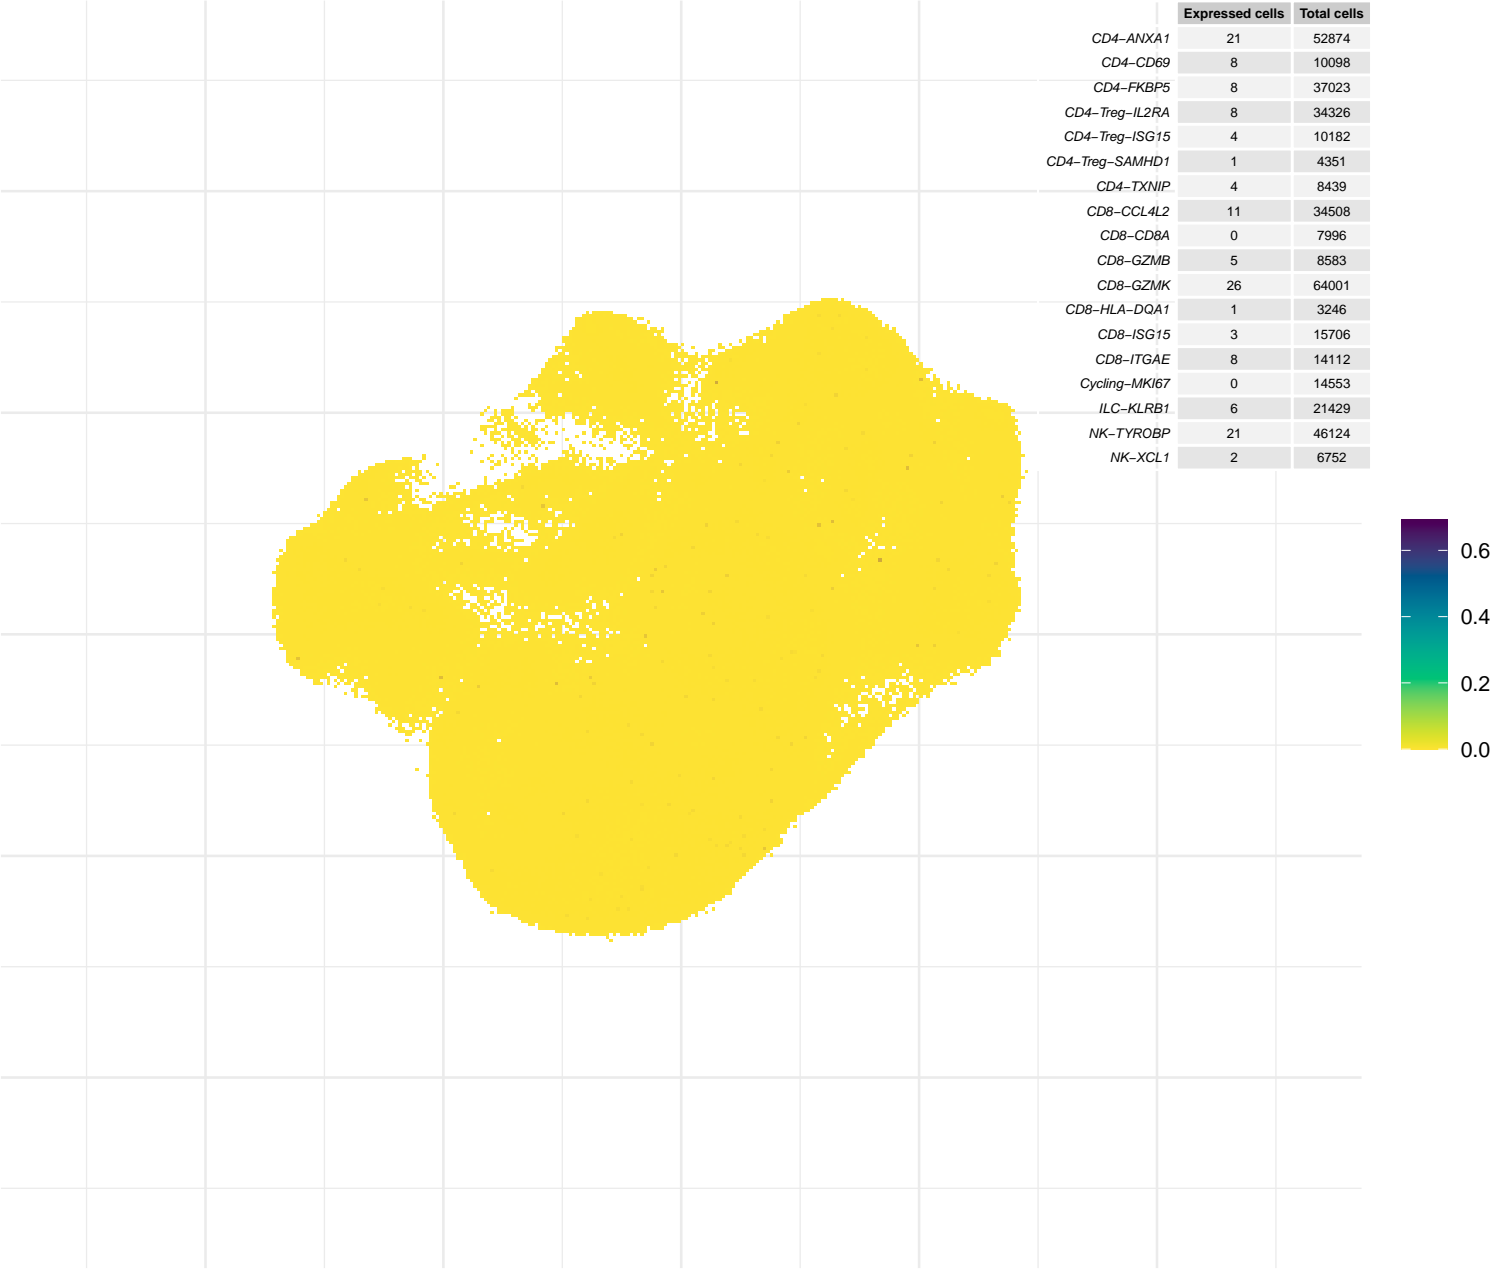 Expressed cells Total cells
CD4−ANXA1 21 52874
CD4−CD69 8 10098
CD4−FKBP5 8 37023
CD4−Treg−IL2RA 8 34326
CD4−Treg−ISG15 4 10182
CD4−Treg−SAMHD1 1 4351
CD4−TXNIP 4 8439
CD8−CCL4L2 11 34508
CD8−CD8A 0 7996
CD8−GZMB 5 8583
CD8−GZMK 26 64001
CD8−HLA−DQA1 1 3246
CD8−ISG15 3 15706
CD8−ITGAE 8 14112
Cycling−MKI67 0 14553
ILC−KLRB1 6 21429
NK−TYROBP 21 46124
NK−XCL1 2 6752
0.6
0.4
0.2
0.0